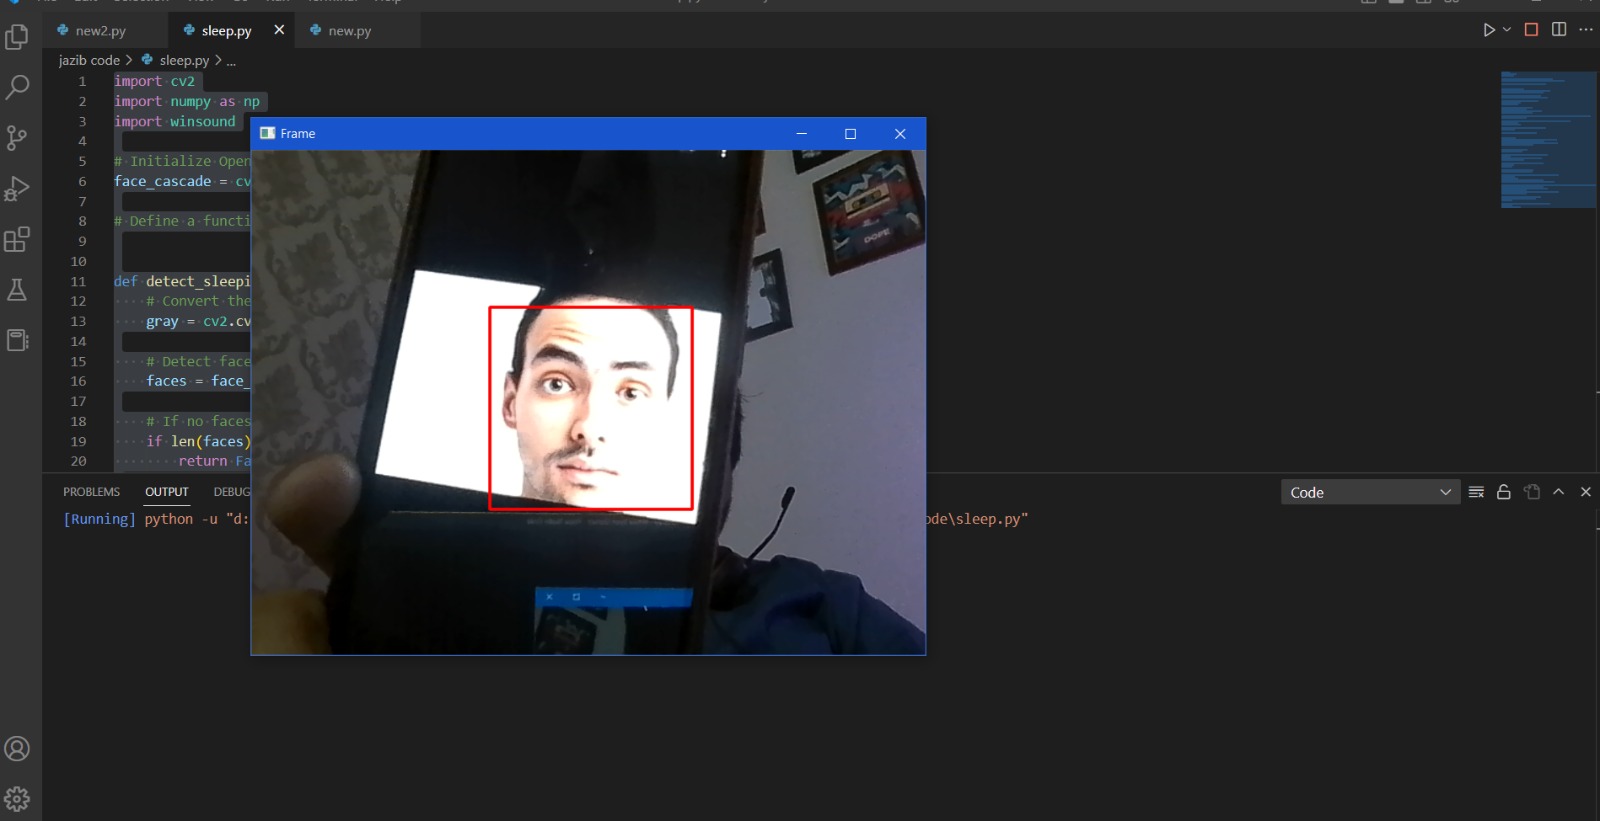 new2.py
sleep.py
new.py
jazib code > sleep.py > ...
1 import cv2
2 import numpy as np
3 import winsound
4
5 # Initialize Open
6 face_cascade = cv
7
8 # Define a functi
9
10
11 def detect_sleepi
12 # Convert the
13 gray = cv2.cv
14
15 # Detect face
16 faces = face_
17
18 # If no faces
19 if len(faces)
20 return Fa
Frame
DOPE
PROBLEMS OUTPUT DEBUG
Code
[Running] python -u "d: ode\sleep.py"